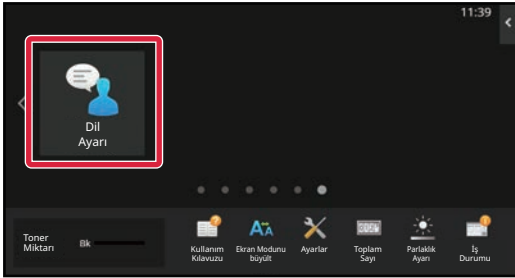 11:39
Dil
Ayarı
Toner
Miktarı
Bk
Kullanım
Kılavuzu
Ekran Modunu
büyült
Ayarlar
Toplam
Sayı
Parlaklık
Ayarı
İş
Durumu